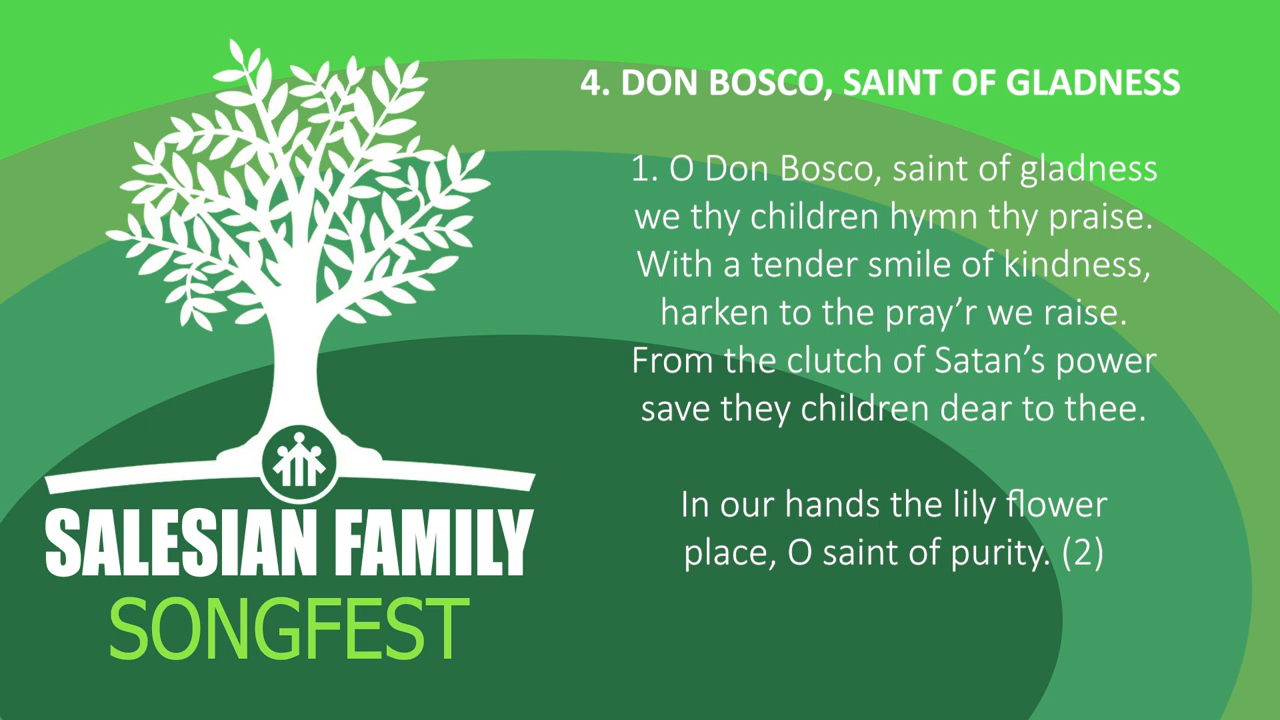 4. DON BOSCO, SAINT OF GLADNESS
1. O Don Bosco, saint of gladness
we thy children hymn thy praise.
With a tender smile of kindness,
harken to the pray’r we raise.
From the clutch of Satan’s power
save they children dear to thee.
In our hands the lily flower
place, O saint of purity. (2)
SALESIAN FAMILY
SONGFEST